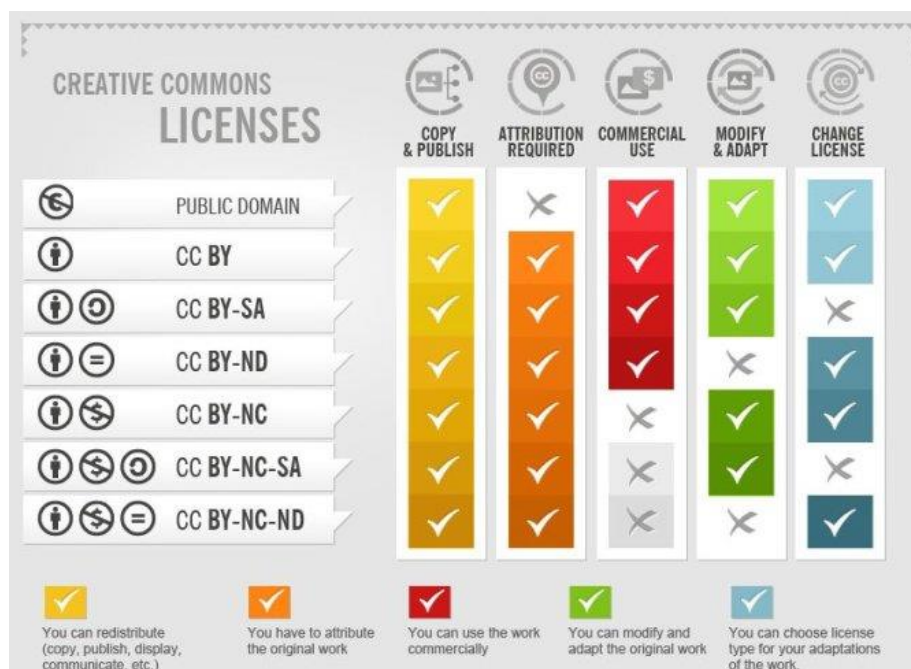 CREATIVE COMMONS
LICENSES
COPY
& PUBLISH
ATTRIBUTION
REQUIRED
COMMERCIAL
USE
MODIFY
& ADAPT
CHANGE
LICENSE
PUBLIC DOMAIN
CC BY
CC BY-SA
CC BY-ND
CC BY-NC
CC BY-NC-SA
CC BY-NC-ND
You can redistribute
(copy, publish, display,
communicate, etc.)
You have to attribute
the original work
You can use the work
commercially
You can modify and
adapt the original work
You can choose license
type for your adaptations
of the work.